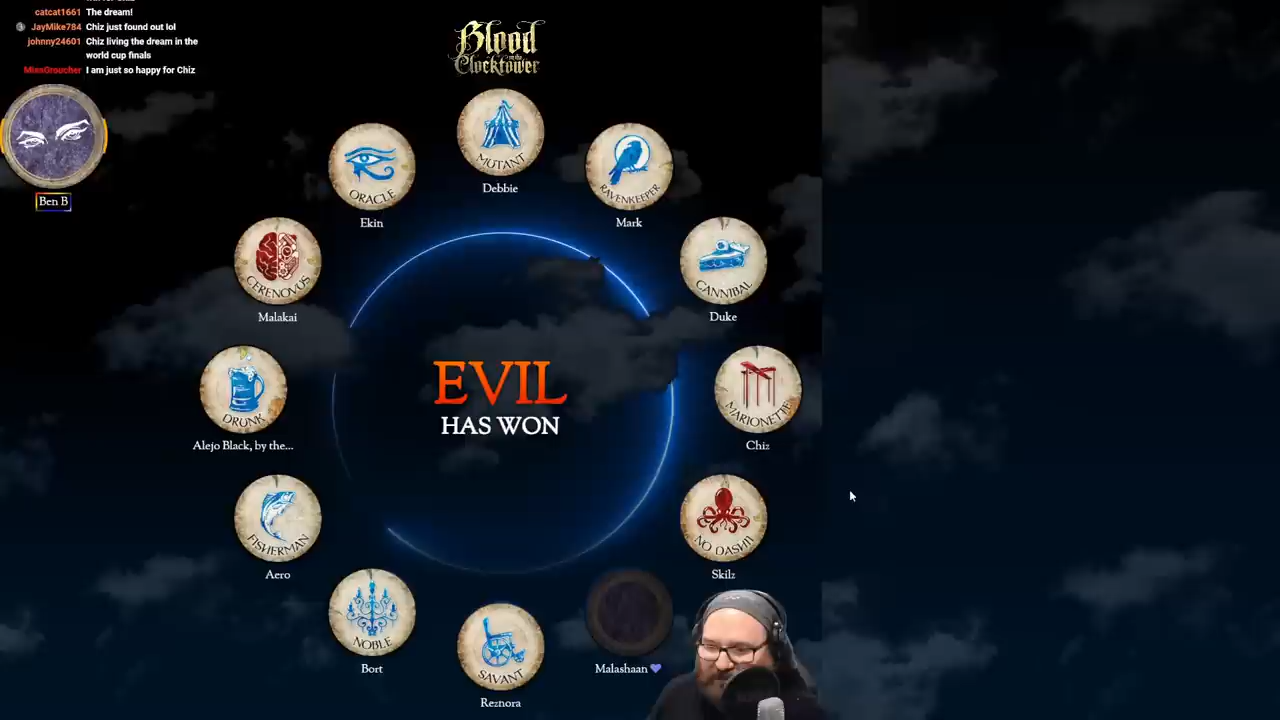 catcat1661 The dream!
JayMike784 Chiz just found out lol
johnny24601 Chiz living the dream in the
world cup finals
MissGroucher I am just so happy for Chiz
Ben B
Blood
on the
Clocktower
MUTANT
Debbie
ORACLE
Ekin
RAVENKEEPER
Mark
CERENOVUS
Malakai
CANNIBAL
Duke
EVIL
HAS WON
DRUNK
Alejo Black, by the...
MARIONETTE
Chiz
FISHERMAN
Aero
NO DASHII
Skilz
NOBLE
Bort
SAVANT
Reznora
Malashaan 💜